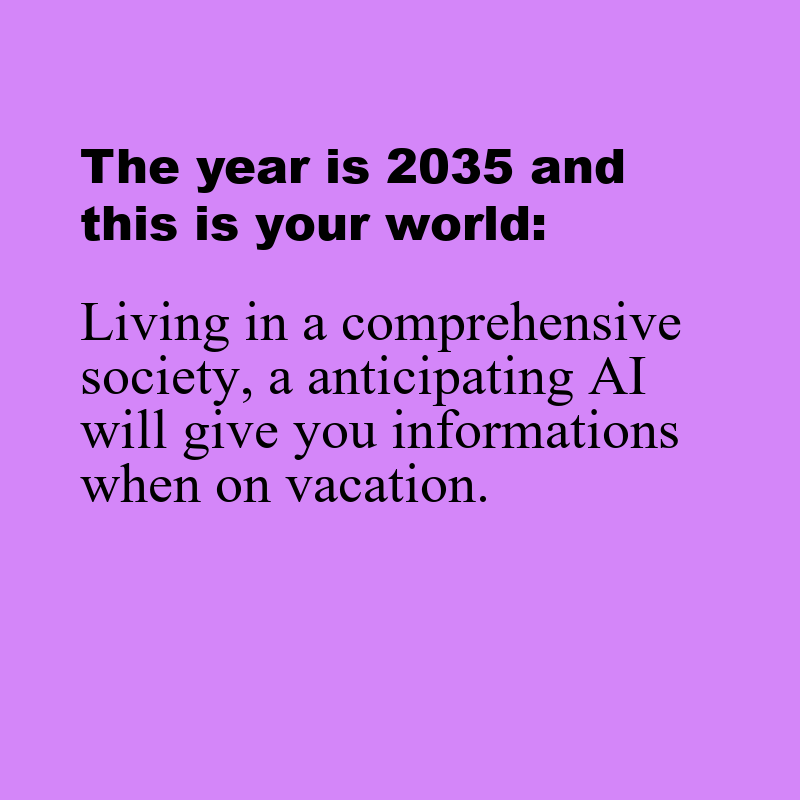 The year is 2035 and
this is your world:
Living in a comprehensive
society, a anticipating AI
will give you informations
when on vacation.